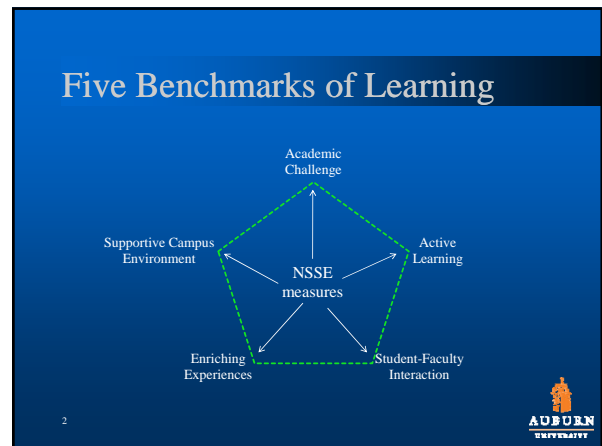 Five Benchmarks of Learning
Academic
Challenge
Supportive Campus
Environment
Active
Learning
NSSE
measures
Enriching
Experiences
Student-Faculty
Interaction
2
AUBURN
UNIVERSITY